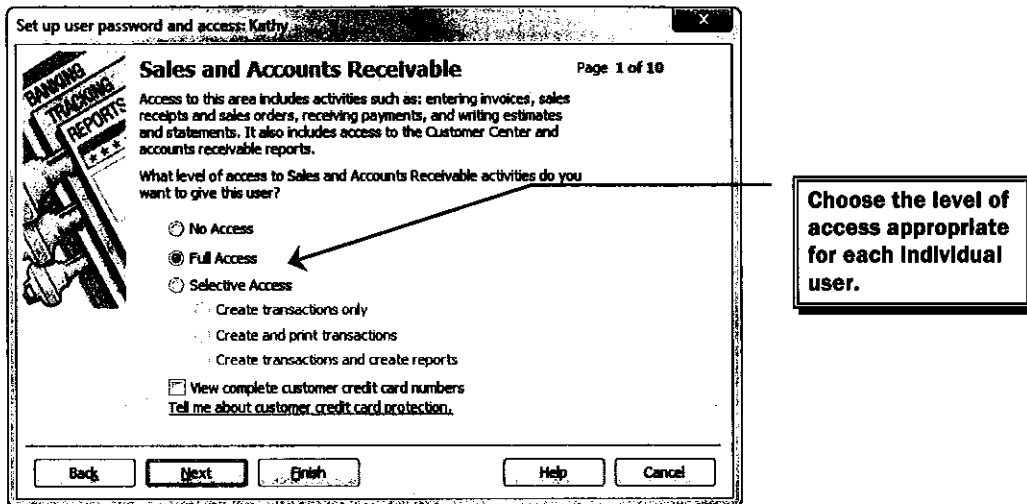 Set up user password and access: Kathy
X
BANKING
TRACKING
REPORTS
Sales and Accounts Receivable
Page 1 of 10
Access to this area includes activities such as: entering invoices, sales
receipts and sales orders, receiving payments, and writing estimates
and statements. It also includes access to the Customer Center and
accounts receivable reports.
What level of access to Sales and Accounts Receivable activities do you
want to give this user?
No Access
Full Access
Selective Access
Create transactions only
Create and print transactions
Create transactions and create reports
View complete customer credit card numbers
Tell me about customer credit card protection.
Back
Next
Finish
Help
Cancel
Choose the level of
access appropriate
for each individual
user.